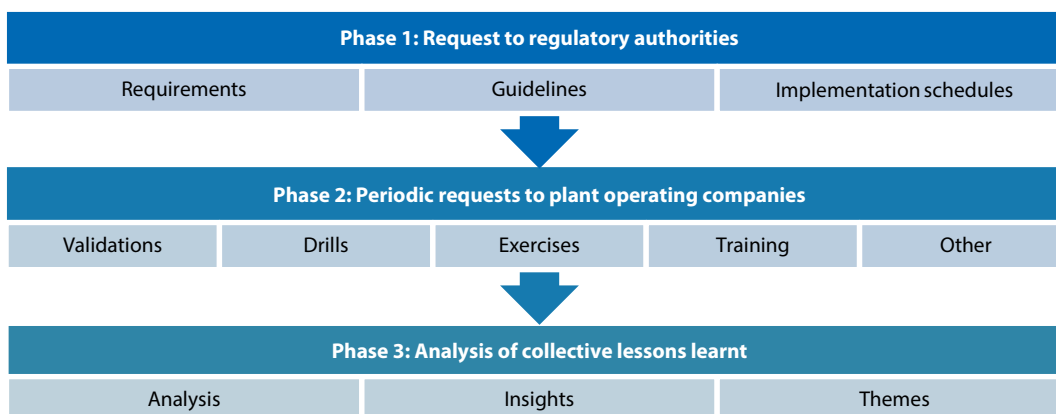 Phase 1: Request to regulatory authorities
Requirements Guidelines Implementation schedules
Phase 2: Periodic requests to plant operating companies
Validations Drills Exercises Training Other
Phase 3: Analysis of collective lessons learnt
Analysis Insights Themes